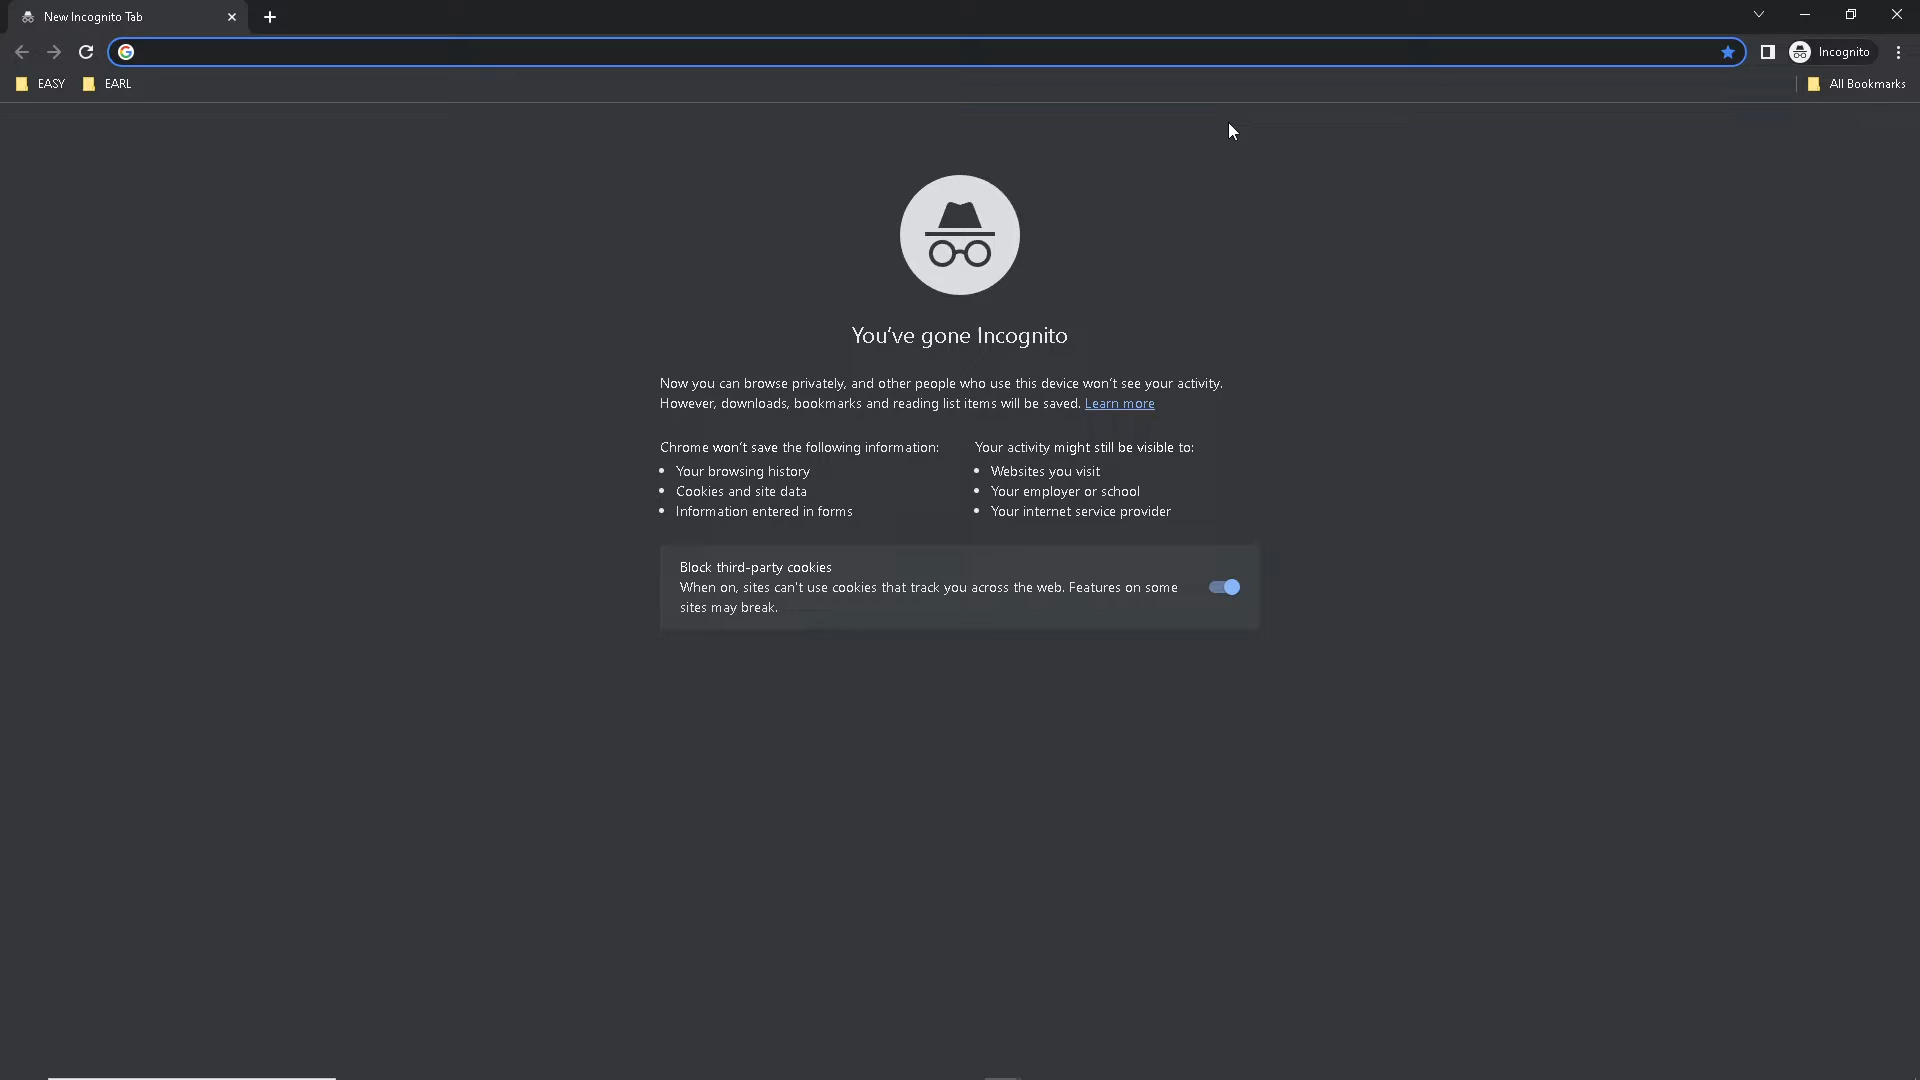 New Incognito Tab
Incognito
EASY EARL All Bookmarks
You've gone Incognito
Now you can browse privately, and other people who use this device won't see your activity.
However, downloads, bookmarks and reading list items will be saved. Learn more
Chrome won't save the following information:
• Your browsing history
• Cookies and site data
• Information entered in forms
Your activity might still be visible to:
• Websites you visit
• Your employer or school
• Your internet service provider
Block third-party cookies
When on, sites can't use cookies that track you across the web. Features on some
sites may break.